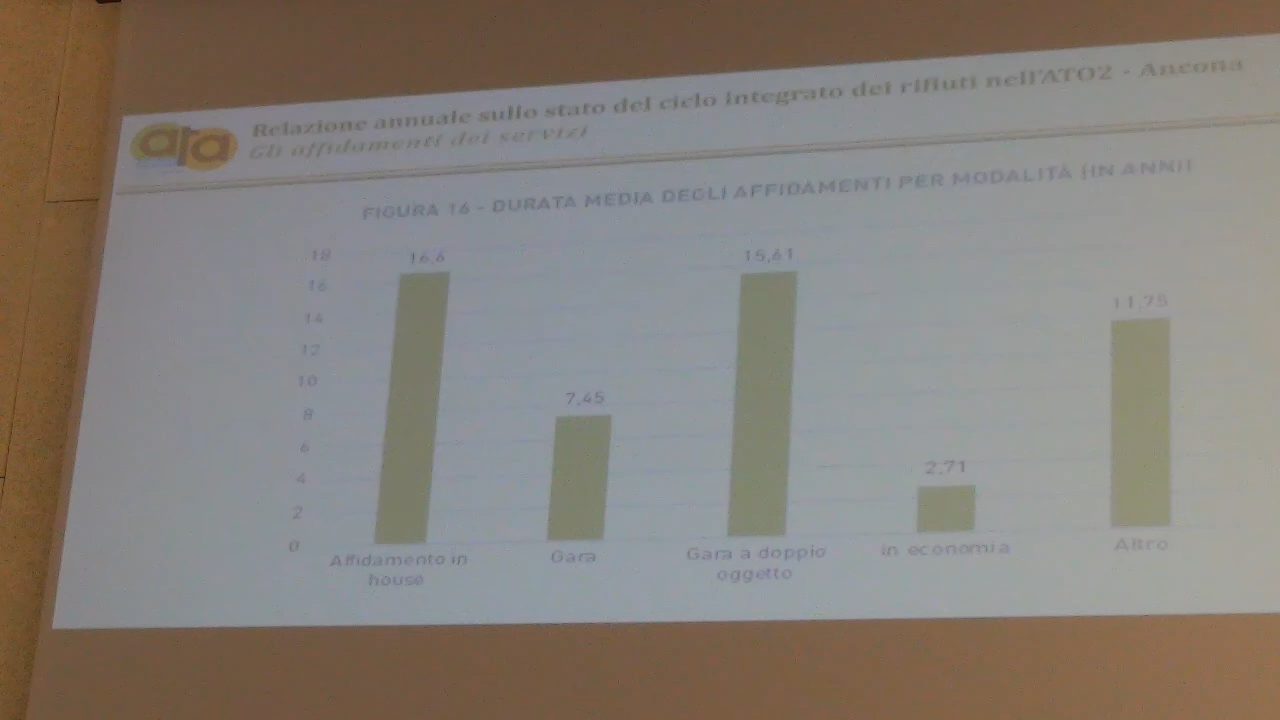 ata
Relazione annuale sullo stato del ciclo integrato dei rifiuti nell'ATO2 - Ancona
Gli affidamenti dei servizi
FIGURA 16 - DURATA MEDIA DEGLI AFFIDAMENTI PER MODALITÀ (IN ANNI)
18
16
14
12
10
8
6
4
2
0
16,6
7,45
15,61
2,71
11,75
Affidamento in
house
Gara
Gara a doppio
oggetto
in economia
Altro